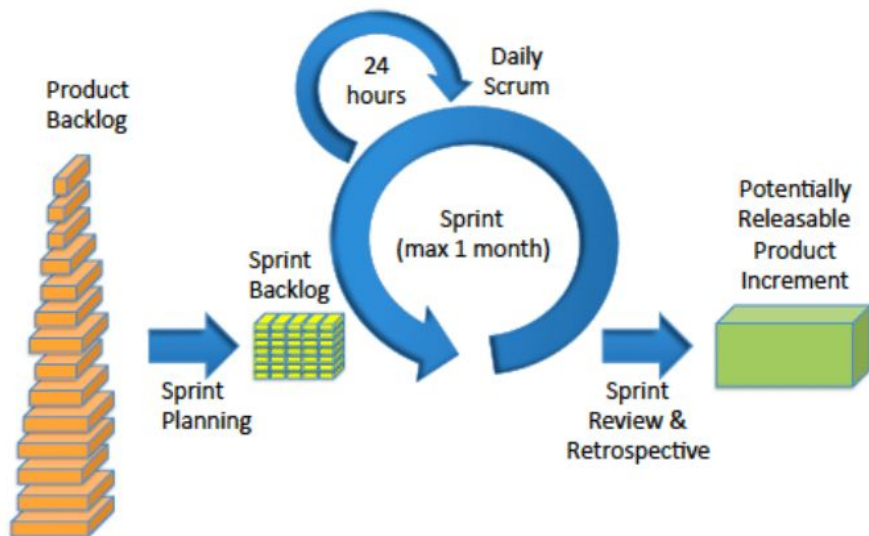 Product
Backlog
Sprint
Planning
Sprint
Backlog
24
hours
Daily
Scrum
Sprint
(max 1 month)
Sprint
Review &
Retrospective
Potentially
Releasable
Product
Increment